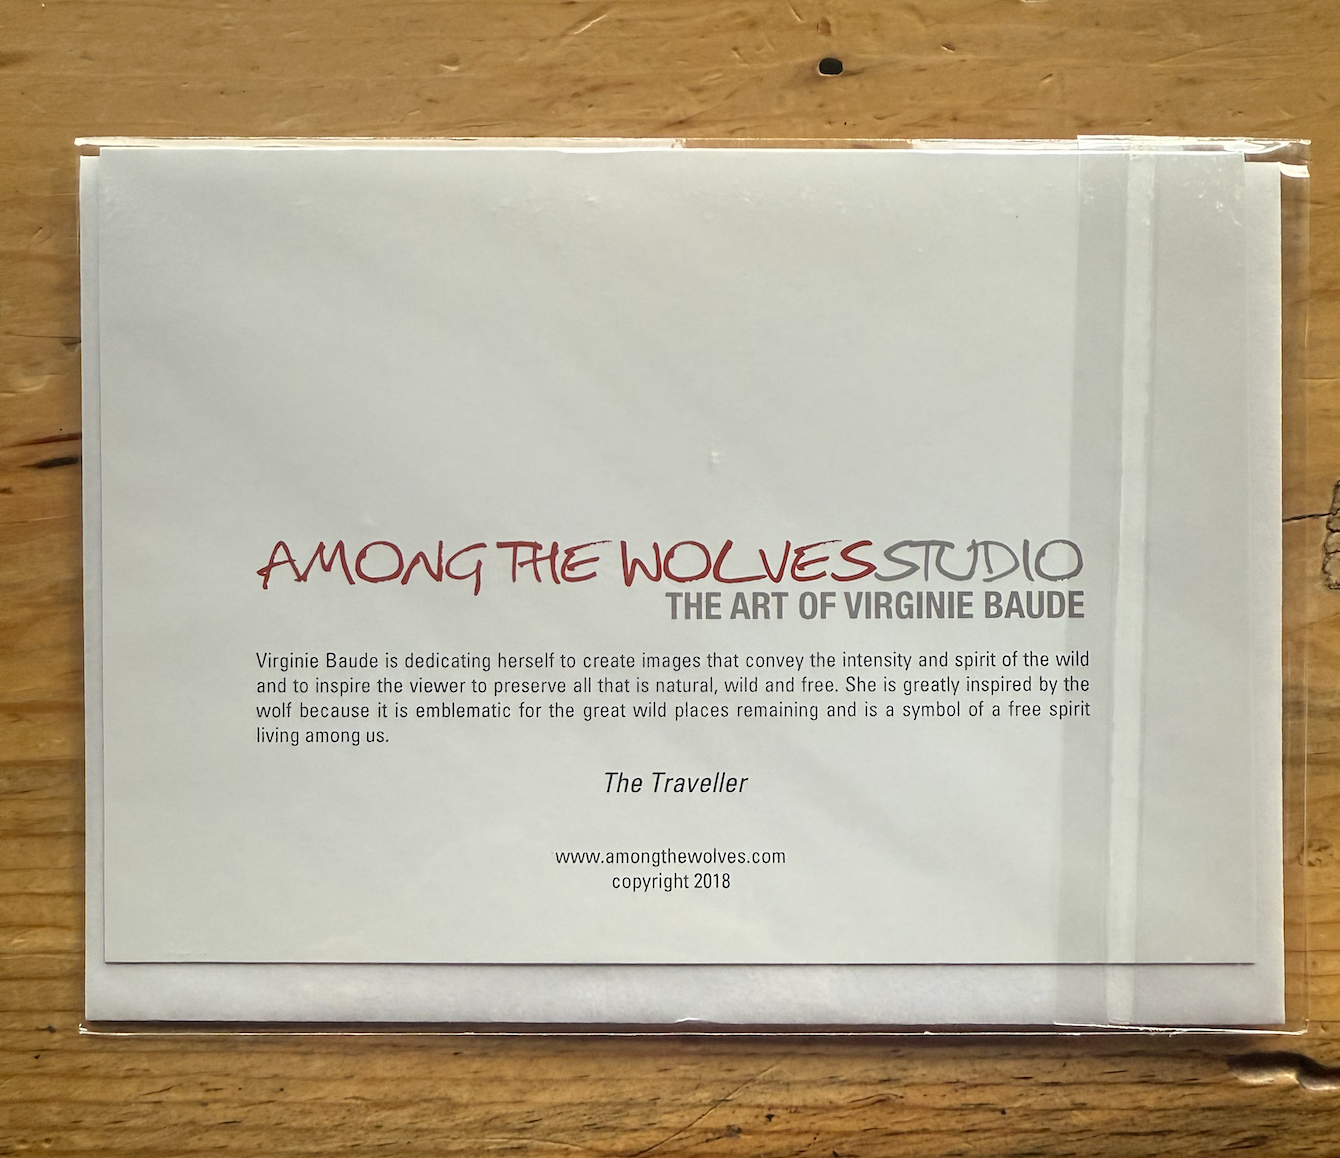 AMONG THE WOLVESSTUDIO
THE ART OF VIRGINIE BAUDE
Virginie Baude is dedicating herself to create images that convey the intensity and spirit of the wild
and to inspire the viewer to preserve all that is natural, wild and free. She is greatly inspired by the
wolf because it is emblematic for the great wild places remaining and is a symbol of a free spirit
living among us.
The Traveller
www.amongthewolves.com
copyright 2018